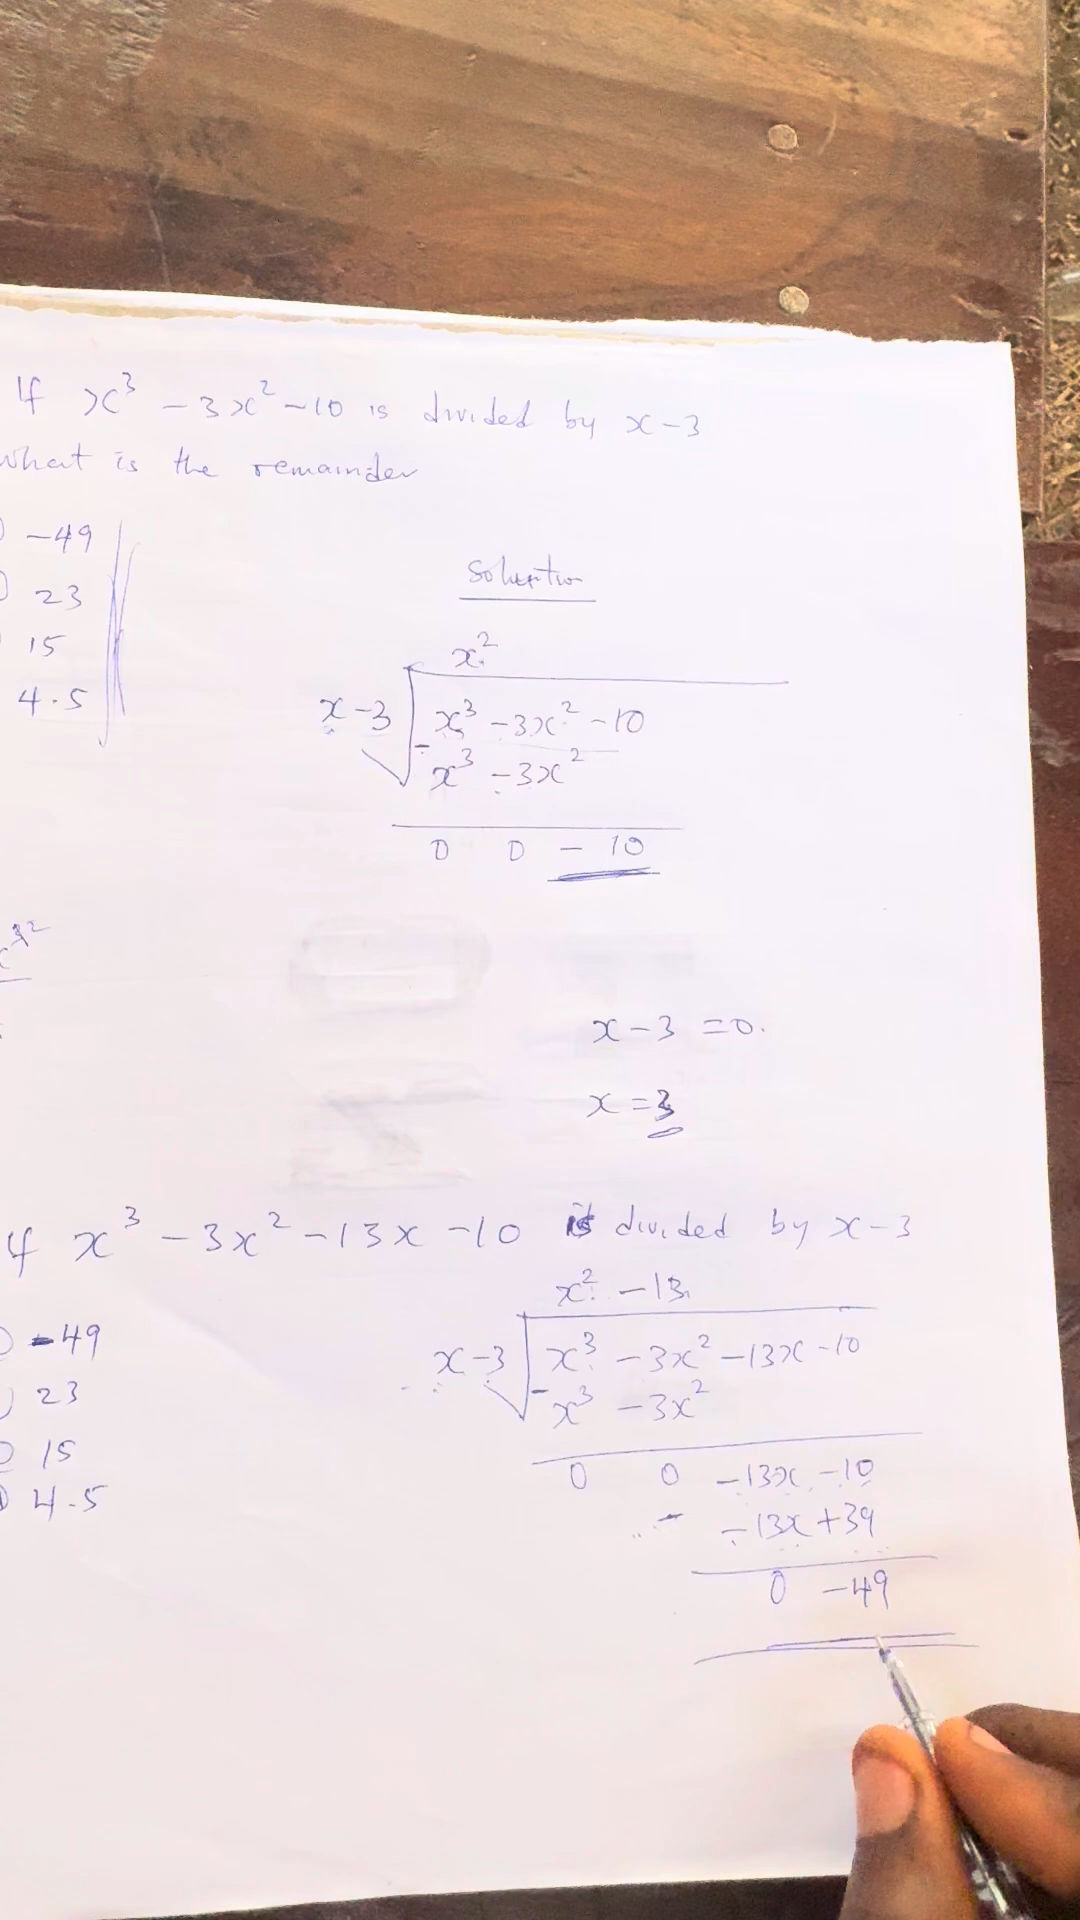 If x³ - 3x² - 10 is divided by x - 3
what is the remainder
-49
23
15
4.5
Solution
x²
x - 3
x³ - 3x² - 10
- x³ - 3x²
0 0 - 10
x - 3 = 0.
x = 3
If x³ - 3x² - 13x - 10 is divided by x - 3
-49
23
15
4.5
x² - 13
x - 3
x³ - 3x² - 13x - 10
- x³ - 3x²
0 0 - 13x - 10
- - 13x + 39
0 - 49